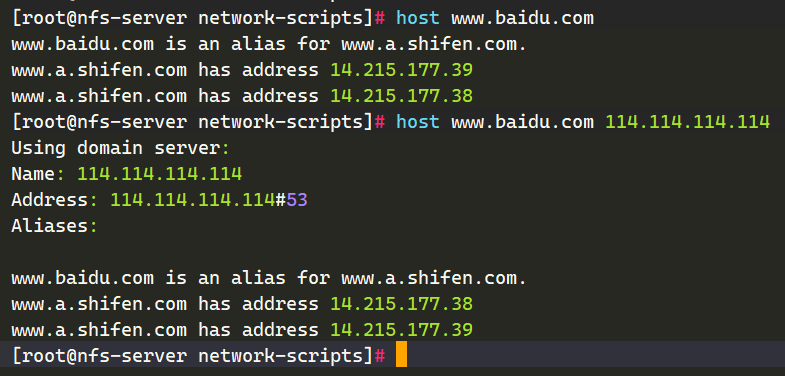 [root@nfs-server network-scripts]# host www.baidu.com
www.baidu.com is an alias for www.a.shifen.com.
www.a.shifen.com has address 14.215.177.39
www.a.shifen.com has address 14.215.177.38
[root@nfs-server network-scripts]# host www.baidu.com 114.114.114.114
Using domain server:
Name: 114.114.114.114
Address: 114.114.114.114#53
Aliases:
www.baidu.com is an alias for www.a.shifen.com.
www.a.shifen.com has address 14.215.177.38
www.a.shifen.com has address 14.215.177.39
[root@nfs-server network-scripts]#